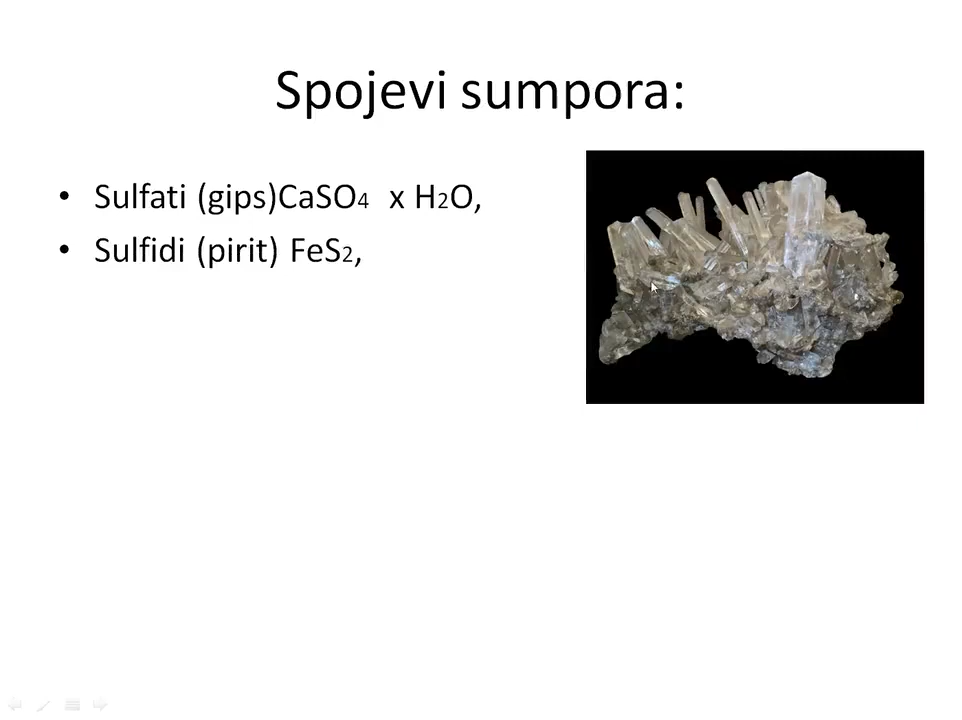 Spojevi sumpora:
• Sulfati (gips)CaSO4 x H2O,
• Sulfidi (pirit) FeS2,